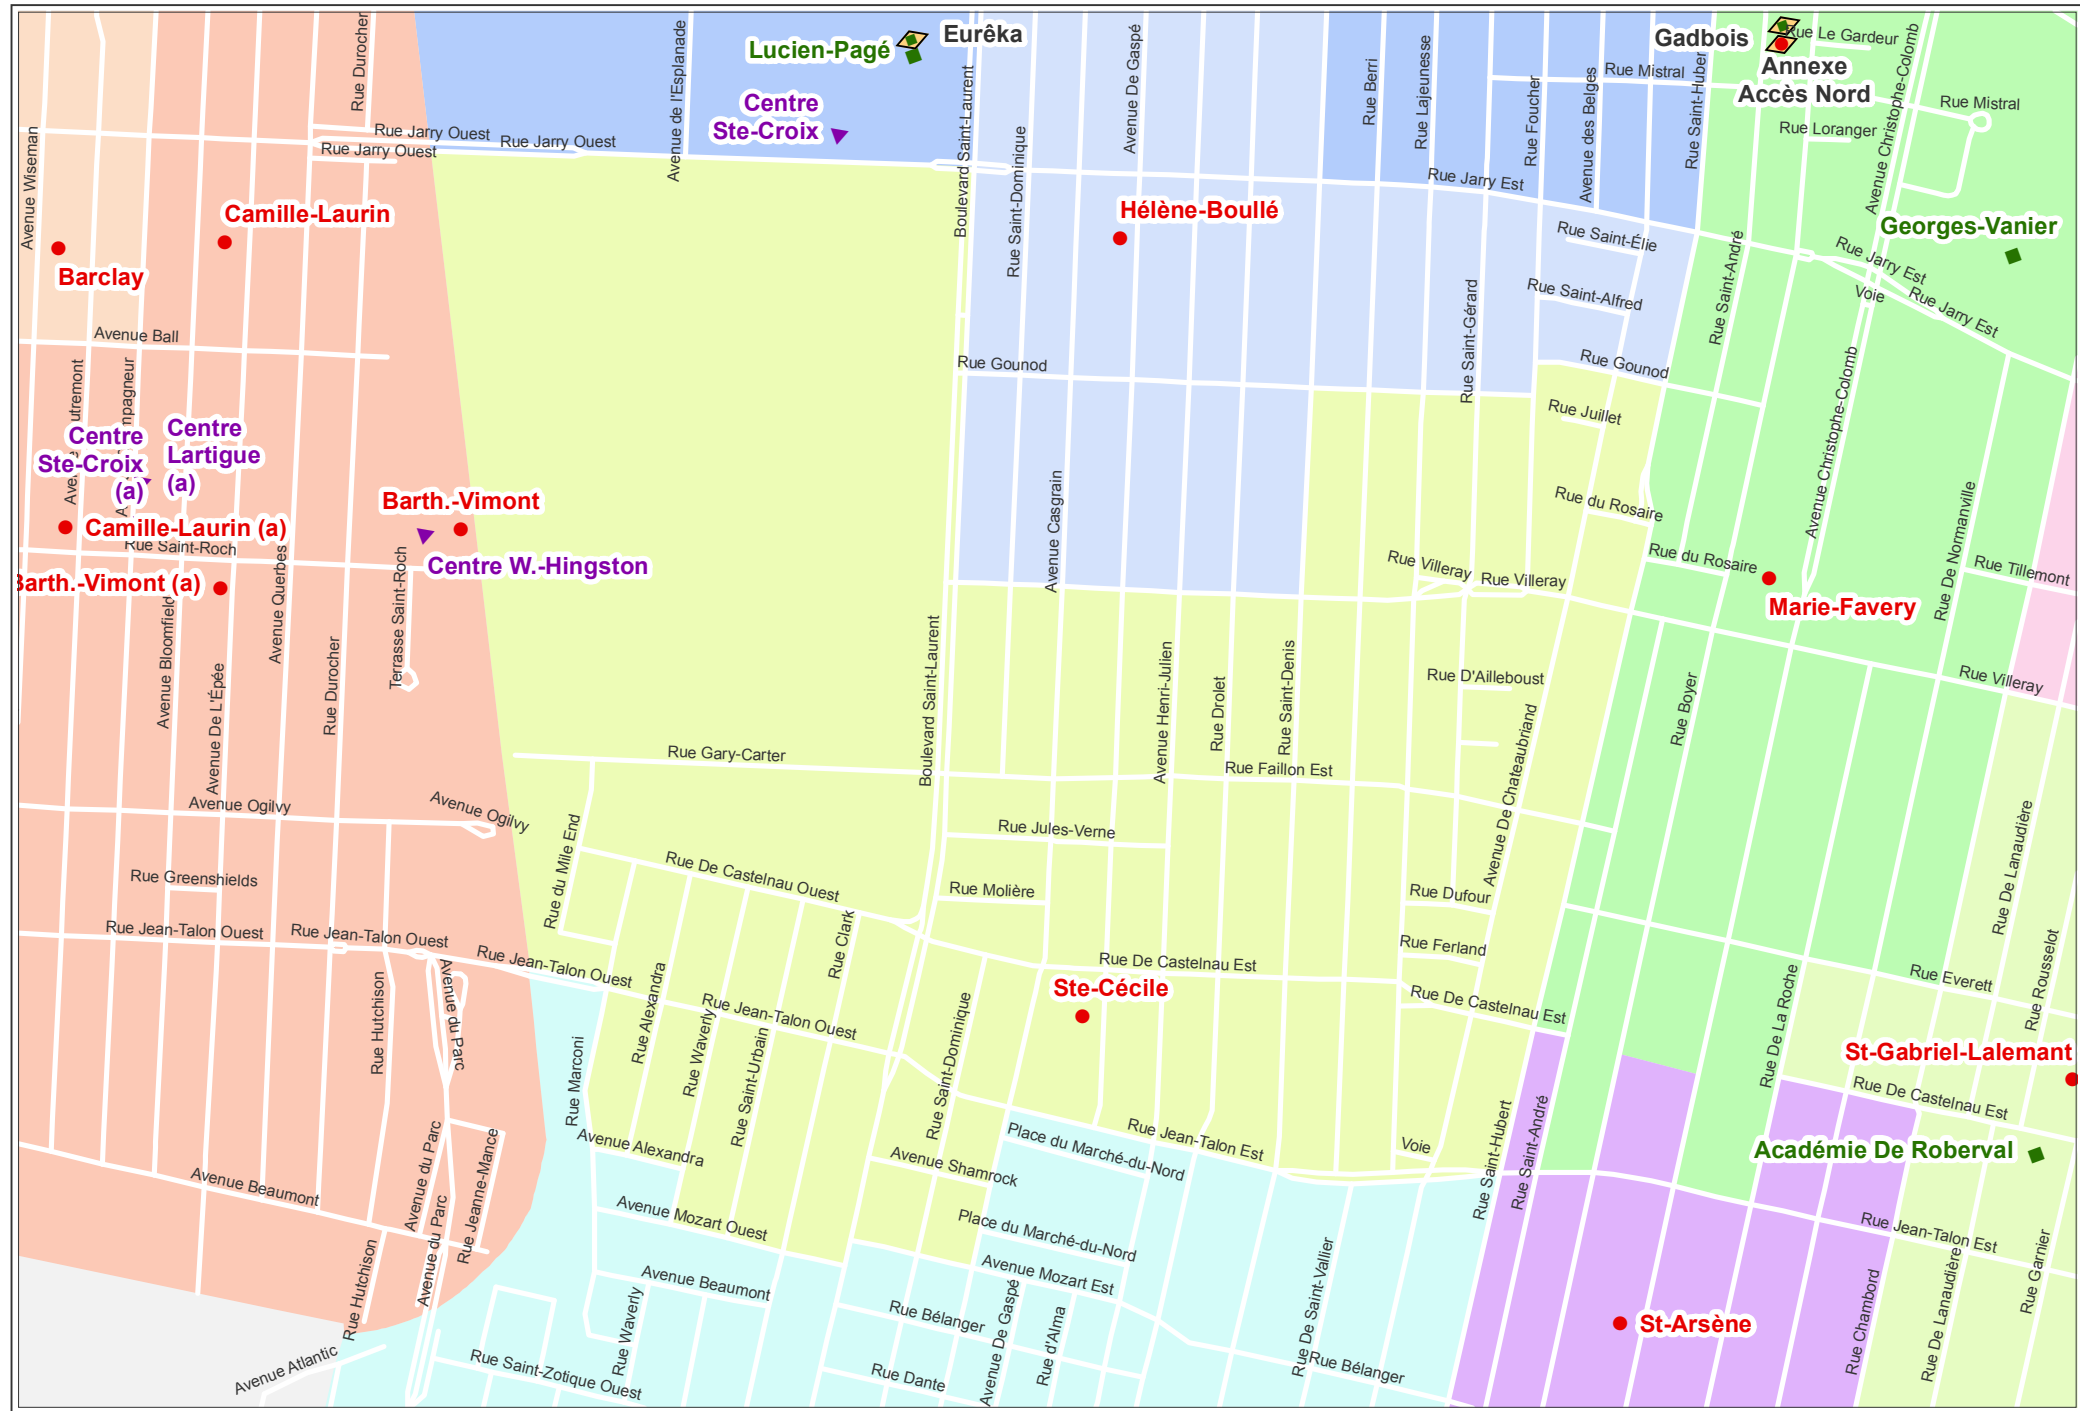 Eurêka
Lucien-Pagé
Centre
Ste-Croix
Gadbois
Annexe
Accès Nord
Rue Le Gardeur
Rue Mistral
Rue Mistral
Rue Loranger
Avenue Christophe-Colomb
Rue Durocher
Avenue de l'Esplanade
Boulevard Saint-Laurent
Rue Saint-Dominique
Avenue De Gaspé
Rue Berri
Rue Lajeunesse
Rue Foucher
Avenue des Belges
Rue Saint-Hubert
Avenue Wiseman
Rue Jarry Ouest
Rue Jarry Ouest
Rue Jarry Ouest
Rue Jarry Est
Camille-Laurin
Barclay
Hélène-Boullé
Georges-Vanier
Rue Saint-Élie
Rue Saint-Alfred
Rue Saint-André
Rue Jarry Est
Voie
Rue Jarry Est
Avenue Ball
Rue Gounod
Rue Gounod
Rue Saint-Gérard
Rue Juillet
Avenue Christophe-Colomb
Centre
Ste-Croix
(a)
Centre
Lartigue
(a)
Camille-Laurin (a)
Barth.-Vimont
Centre W.-Hingston
Rue Saint-Roch
Barth.-Vimont (a)
Avenue Querbes
Avenue Bloomfield
Avenue De L'Épée
Rue Durocher
Terrasse Saint-Roch
Avenue Casgrain
Rue du Rosaire
Rue du Rosaire
Rue Villeray
Rue Villeray
Marie-Favery
Rue De Normanville
Rue Tillemont
Rue Villeray
Rue D'Ailleboust
Rue Boyer
Boulevard Saint-Laurent
Avenue Henri-Julien
Rue Drolet
Rue Saint-Denis
Rue Gary-Carter
Rue Faillon Est
Avenue De Chateaubriand
Avenue Ogilvy
Avenue Ogilvy
Rue Jules-Verne
Rue du Mile End
Rue De Castelnau Ouest
Rue Molière
Rue Dufour
Rue Greenshields
Rue De Lanaudière
Rue Jean-Talon Ouest
Rue Jean-Talon Ouest
Rue Jean-Talon Ouest
Rue Clark
Rue Ferland
Rue De Castelnau Est
Rue De Castelnau Est
Ste-Cécile
Rue Everett
Rue Rousselot
Rue Hutchison
Avenue du Parc
Rue Alexandra
Rue Waverly
Rue Jean-Talon Ouest
Rue Saint-Urbain
Rue Saint-Dominique
Rue Marconi
Rue De La Roche
St-Gabriel-Lalemant
Rue De Castelnau Est
Académie De Roberval
Avenue Alexandra
Avenue Shamrock
Place du Marché-du-Nord
Rue Jean-Talon Est
Voie
Rue Saint-Hubert
Rue Saint-André
Avenue Beaumont
Avenue du Parc
Avenue du Parc
Rue Jeanne-Mance
Avenue Mozart Ouest
Place du Marché-du-Nord
Avenue Mozart Est
Rue Jean-Talon Est
Rue Hutchison
Avenue Beaumont
Rue Waverly
Rue Bélanger
Avenue De Gaspé
Rue d'Alma
Rue De Saint-Vallier
Rue Bélanger
St-Arsène
Rue Chambord
Rue De Lanaudière
Rue Garnier
Avenue Atlantic
Rue Saint-Zotique Ouest
Rue Dante